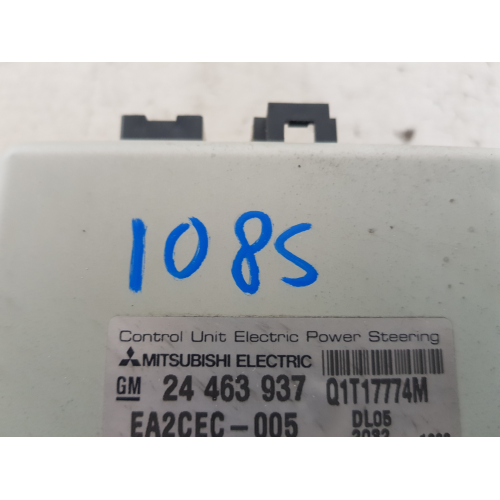 1085
Control Unit Electric Power Steering
MITSUBISHI ELECTRIC
GM 24 463 937 Q1T17774M
EA2CEC-005 DL05